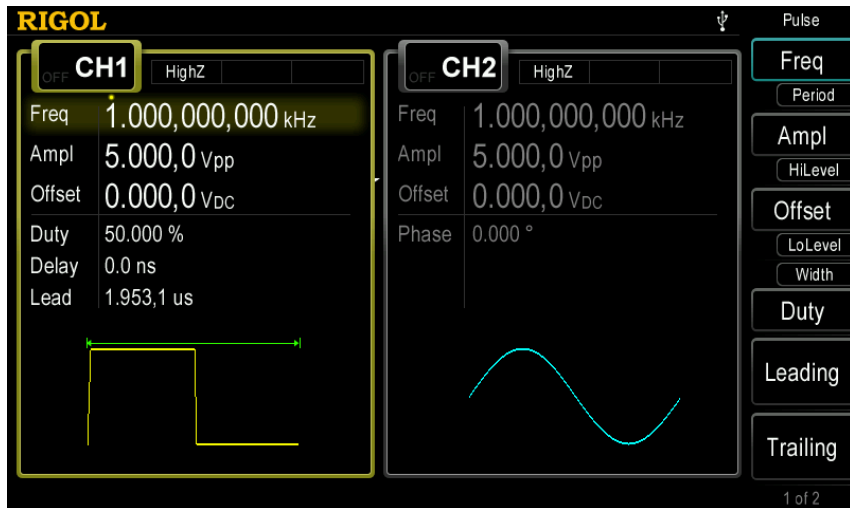 RIGOL
Pulse
OFF CH1 HighZ
Freq 1.000,000,000 kHz
Ampl 5.000,0 Vpp
Offset 0.000,0 VDC
Duty 50.000 %
Delay 0.0 ns
Lead 1.953,1 us
OFF CH2 HighZ
Freq 1.000,000,000 kHz
Ampl 5.000,0 Vpp
Offset 0.000,0 VDC
Phase 0.000 °
Freq
Period
Ampl
HiLevel
Offset
LoLevel
Width
Duty
Leading
Trailing
1 of 2